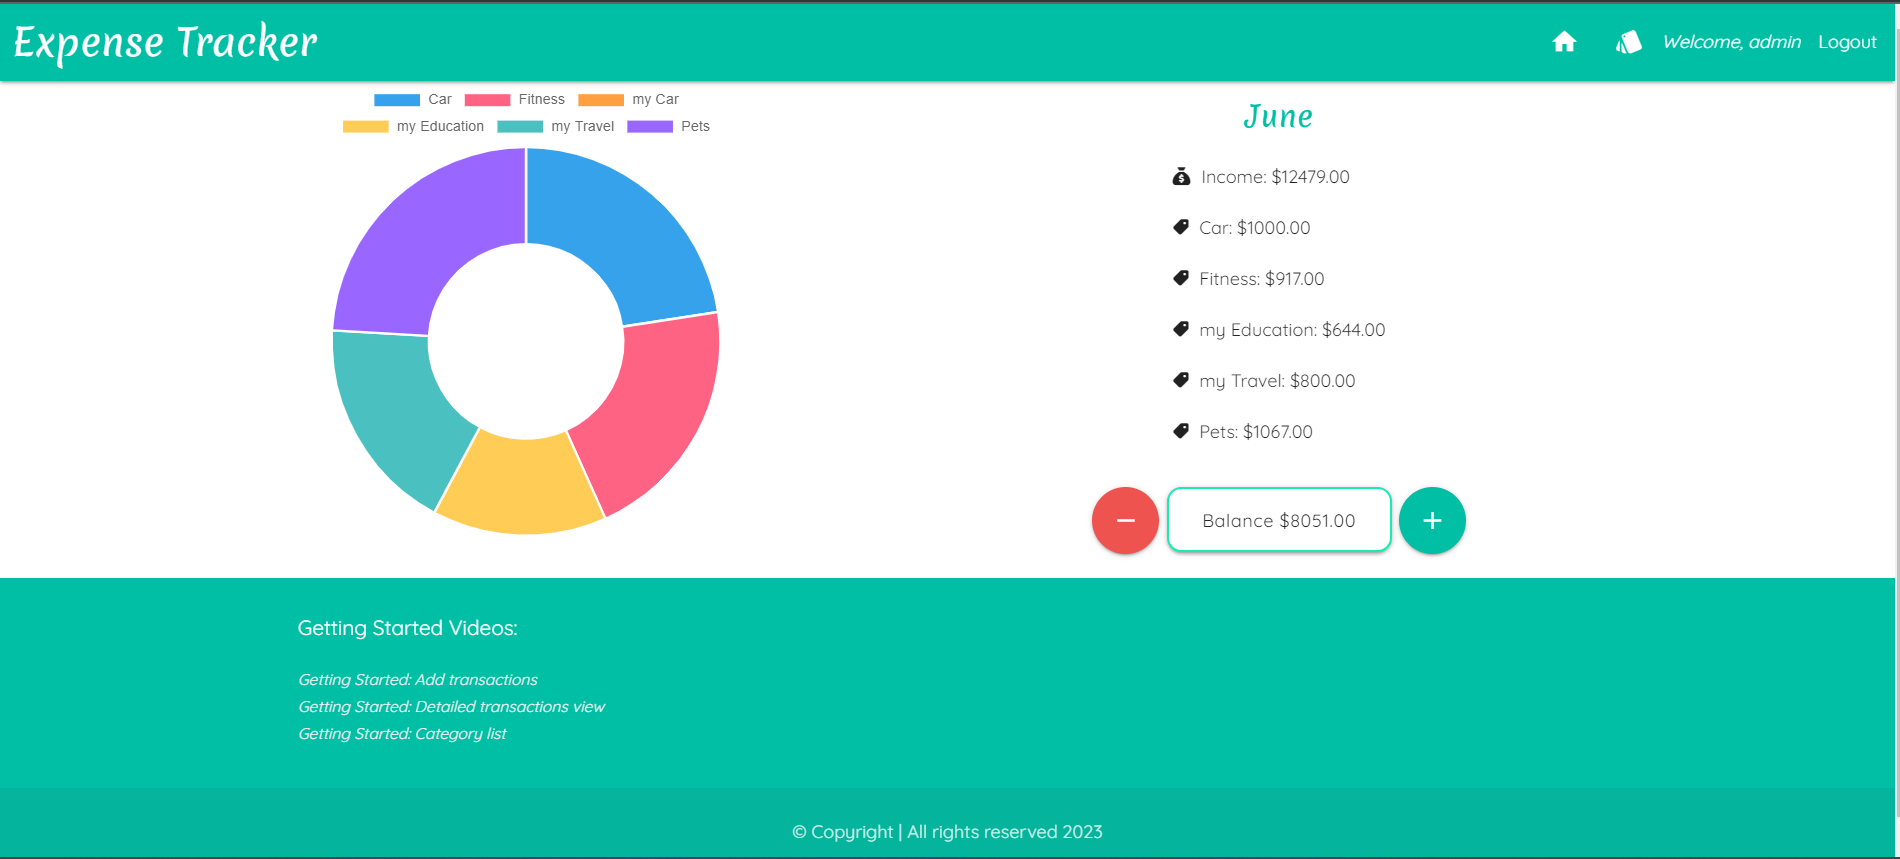 Expense Tracker
Welcome, admin Logout
Car Fitness my Car
my Education my Travel Pets
June
Income: $12479.00
Car: $1000.00
Fitness: $917.00
my Education: $644.00
my Travel: $800.00
Pets: $1067.00
− Balance $8051.00 +
Getting Started Videos:
Getting Started: Add transactions
Getting Started: Detailed transactions view
Getting Started: Category list
© Copyright | All rights reserved 2023